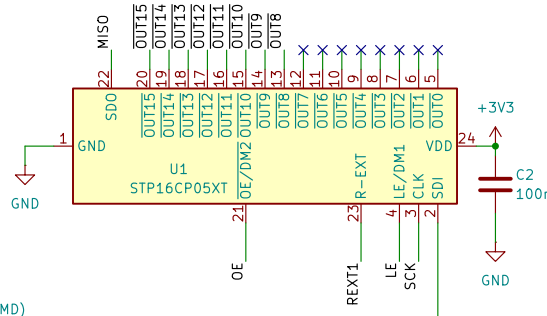 MISO
OUT15
OUT14
OUT13
OUT12
OUT11
OUT10
OUT9
OUT8
22
20
19
18
17
16
15
14
13
12
11
10
9
8
7
6
5
SDO
OUT15
OUT14
OUT13
OUT12
OUT11
OUT10
OUT9
OUT8
OUT7
OUT6
OUT5
OUT4
OUT3
OUT2
OUT1
OUT0
+3V3
1
GND
VDD
24
U1
STP16CP05XT
OE/DM2
R-EXT
LE/DM1
CLK
SDI
C2
100n
GND
21
23
4
3
2
OE
REXT1
LE
SCK
GND
MD)